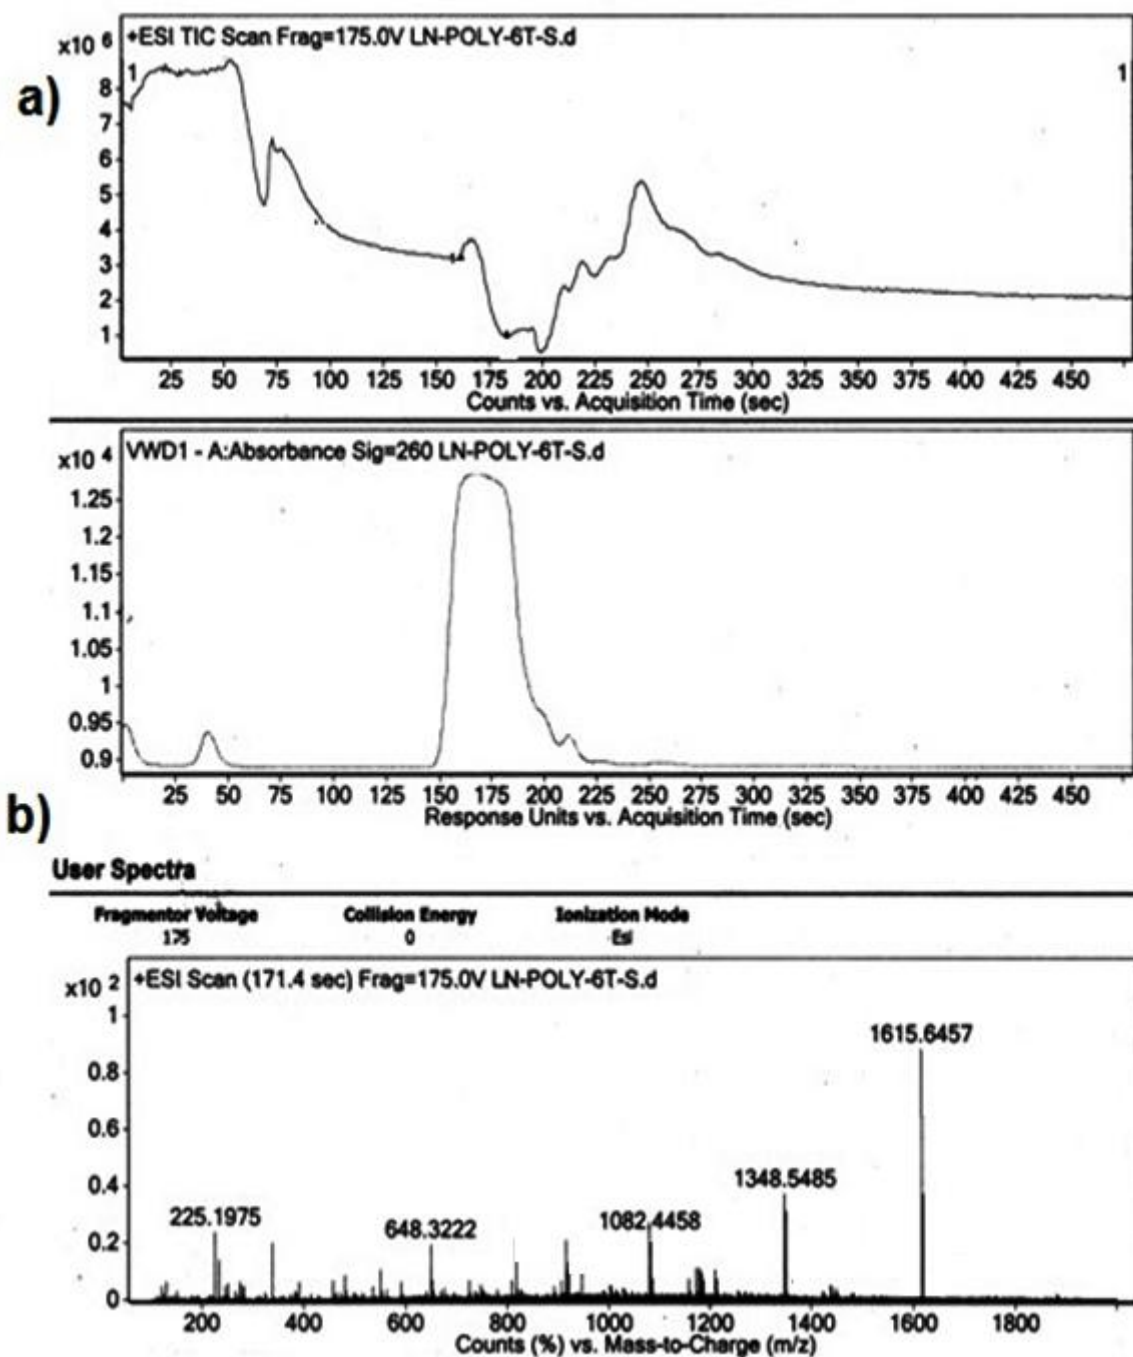 a)
x10 6
+ESI TIC Scan Frag=175.0V LN-POLY-6T-S.d
1
1
8
7
6
5
4
3
2
1
25 50 75 100 125 150 175 200 225 250 275 300 325 350 375 400 425 450
Counts vs. Acquisition Time (sec)
x10 4
VWD1 - A:Absorbance Sig=260 LN-POLY-6T-S.d
1.25
1.2
1.15
1.1
1.05
1
0.95
0.9
25 50 75 100 125 150 175 200 225 250 275 300 325 350 375 400 425 450
Response Units vs. Acquisition Time (sec)
b)
User Spectra
Fragmentor Voltage Collision Energy Ionization Mode
175 0 Esi
x10 2
+ESI Scan (171.4 sec) Frag=175.0V LN-POLY-6T-S.d
1
0.8
0.6
0.4
0.2
0
1615.6457
1348.5485
225.1975
648.3222
1082.4458
200 400 600 800 1000 1200 1400 1600 1800
Counts (%) vs. Mass-to-Charge (m/z)